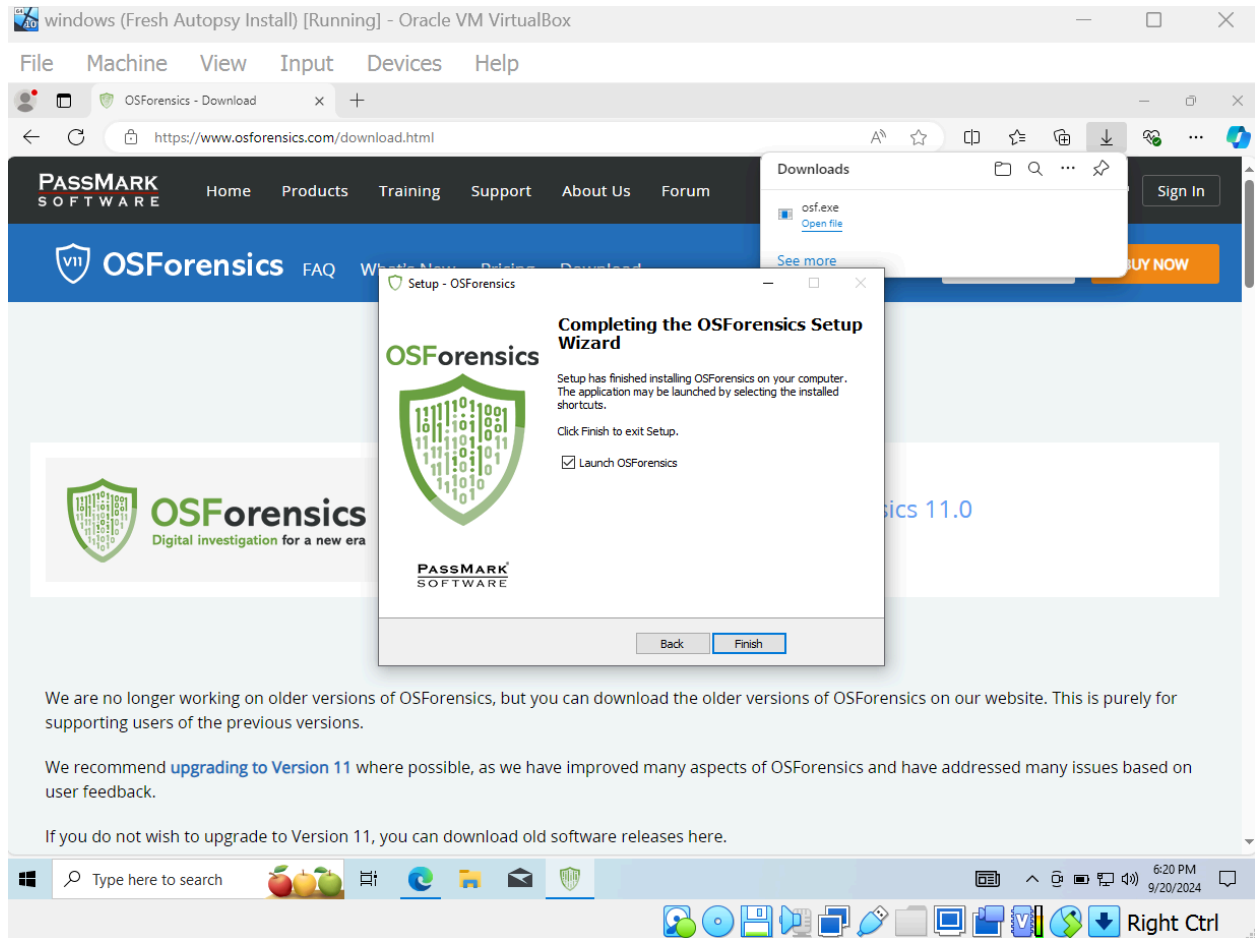 windows (Fresh Autopsy Install) [Running] - Oracle VM VirtualBox
File Machine View Input Devices Help
OSForensics - Download
https://www.osforensics.com/download.html
Downloads
osf.exe
Open file
See more
PASSMARK
SOFTWARE
Home Products Training Support About Us Forum
Sign In
V11 OSForensics FAQ What's New Pricing Download
BUY NOW
Setup - OSForensics
OSForensics
PASSMARK
SOFTWARE
Completing the OSForensics Setup
Wizard
Setup has finished installing OSForensics on your computer.
The application may be launched by selecting the installed
shortcuts.
Click Finish to exit Setup.
Launch OSForensics
Back Finish
OSForensics
Digital investigation for a new era
sics 11.0
We are no longer working on older versions of OSForensics, but you can download the older versions of OSForensics on our website. This is purely for
supporting users of the previous versions.
We recommend upgrading to Version 11 where possible, as we have improved many aspects of OSForensics and have addressed many issues based on
user feedback.
If you do not wish to upgrade to Version 11, you can download old software releases here.
Type here to search
6:20 PM
9/20/2024
Right Ctrl